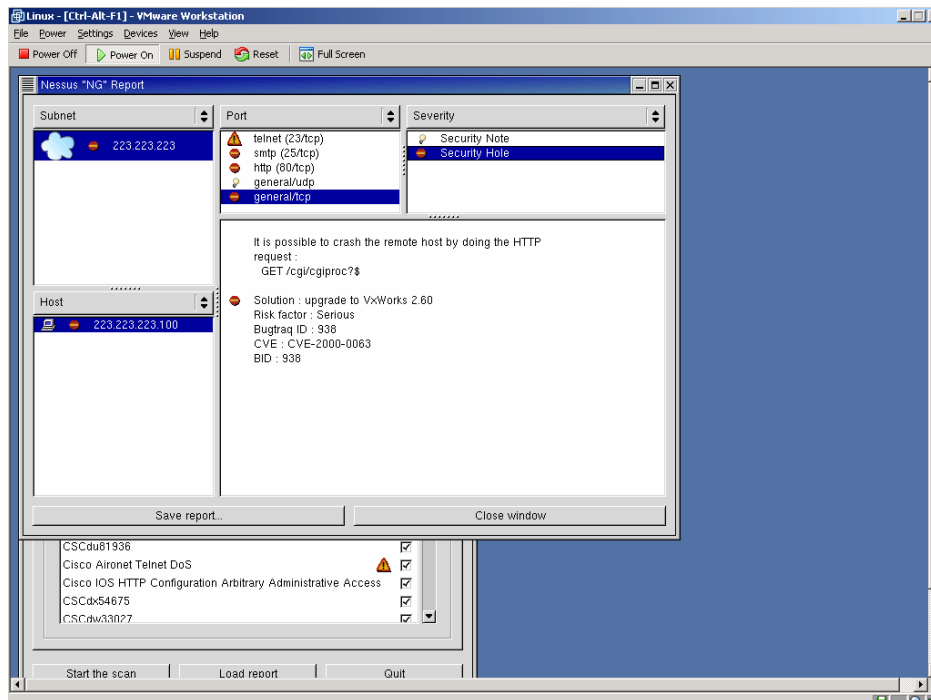 Linux - [Ctrl-Alt-F1] - VMware Workstation
File Power Settings Devices View Help
Power Off Power On Suspend Reset Full Screen
Nessus "NG" Report
Subnet
223.223.223
Port
telnet (23/tcp)
smtp (25/tcp)
http (80/tcp)
general/udp
general/tcp
Severity
Security Note
Security Hole
Host
223.223.223.100
It is possible to crash the remote host by doing the HTTP
request :
GET /cgi/cgiproc?$
Solution : upgrade to VxWorks 2.60
Risk factor : Serious
Bugtraq ID : 938
CVE : CVE-2000-0063
BID : 938
Save report...
Close window
CSCdu81936
Cisco Aironet Telnet DoS
Cisco IOS HTTP Configuration Arbitrary Administrative Access
CSCdx54675
CSCdw33027
Start the scan
Load report
Quit